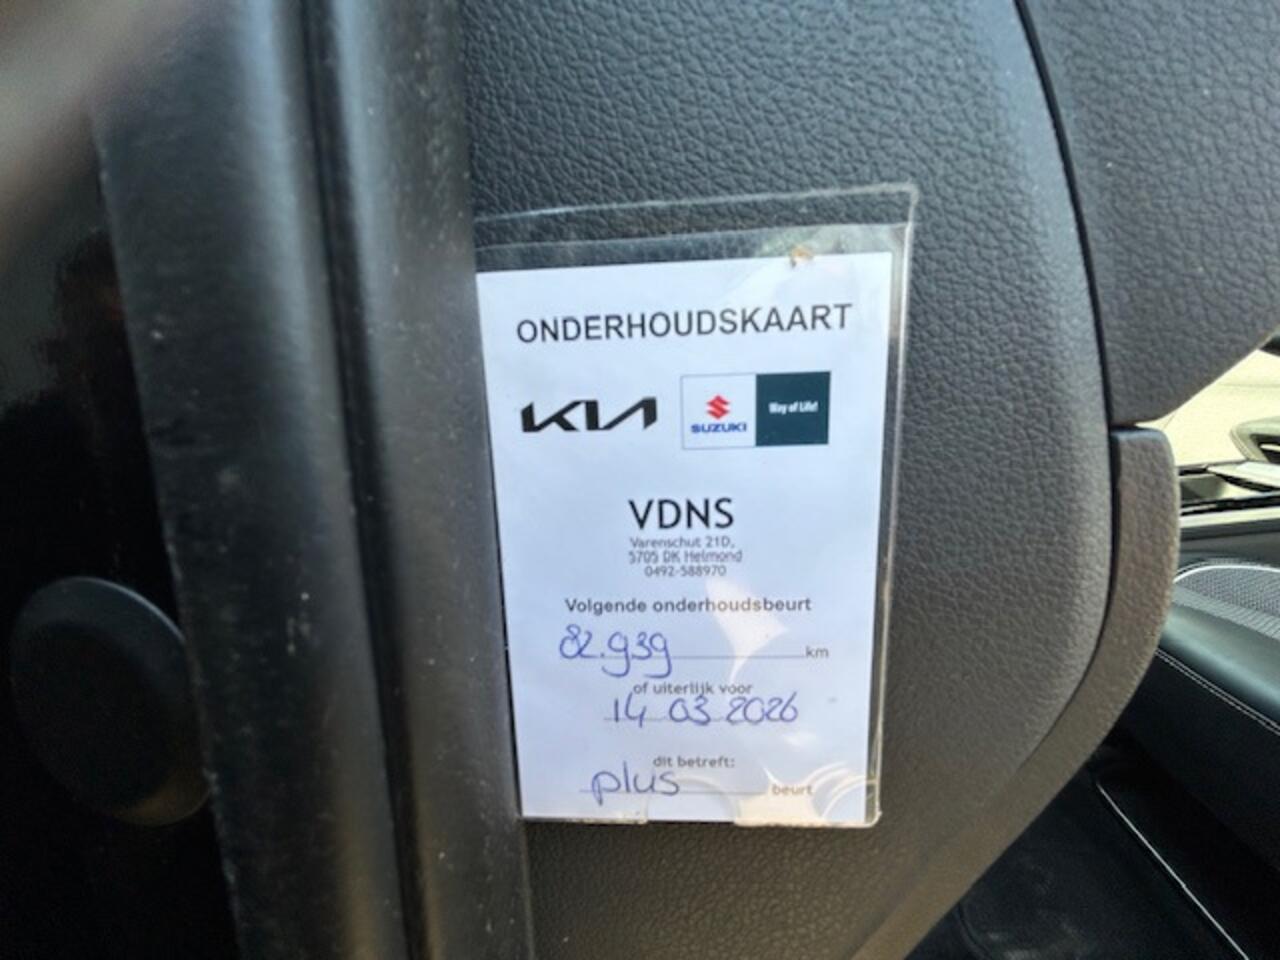 ONDERHOUDSKAART
KIA SUZUKI Way of Life!
VDNS
Varenschut 21D,
5705 DK Helmond
0492-588970
Volgende onderhoudsbeurt
82.939 km
of uiterlijk voor
14 03 2026
dit betreft:
plus beurt